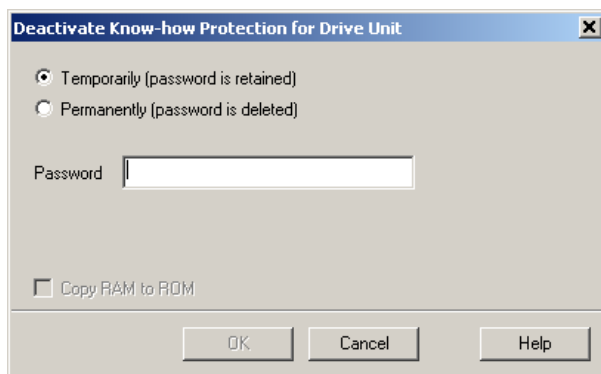 Deactivate Know-how Protection for Drive Unit
Temporarily (password is retained)
Permanently (password is deleted)
Password
Copy RAM to ROM
OK Cancel Help